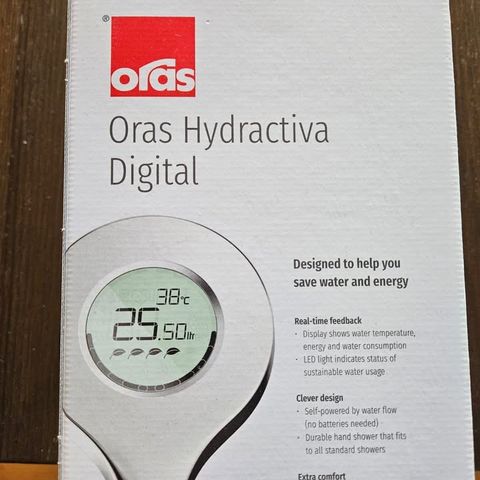 ®
oras
Oras Hydractiva
Digital
Designed to help you
save water and energy
38°C
25.50ltr
Real-time feedback
· Display shows water temperature,
energy and water consumption
· LED light indicates status of
sustainable water usage
Clever design
· Self-powered by water flow
(no batteries needed)
· Durable hand shower that fits
to all standard showers
Extra comfort